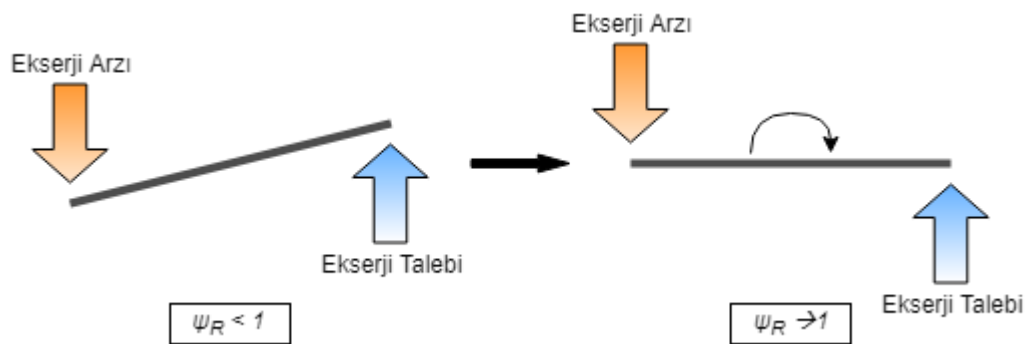 Ekserji Arzı
Ekserji Talebi
ψR < 1
Ekserji Arzı
Ekserji Talebi
ψR →1